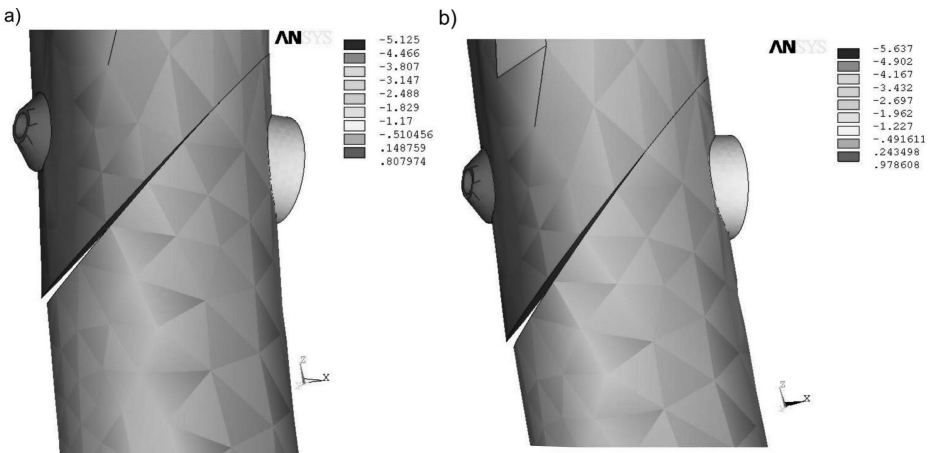 a)
ANSYS
-5.125
-4.466
-3.807
-3.147
-2.488
-1.829
-1.17
-.510456
.148759
.807974
Z
X
b)
ANSYS
-5.637
-4.902
-4.167
-3.432
-2.697
-1.962
-1.227
-.491611
.243498
.978608
Z
X